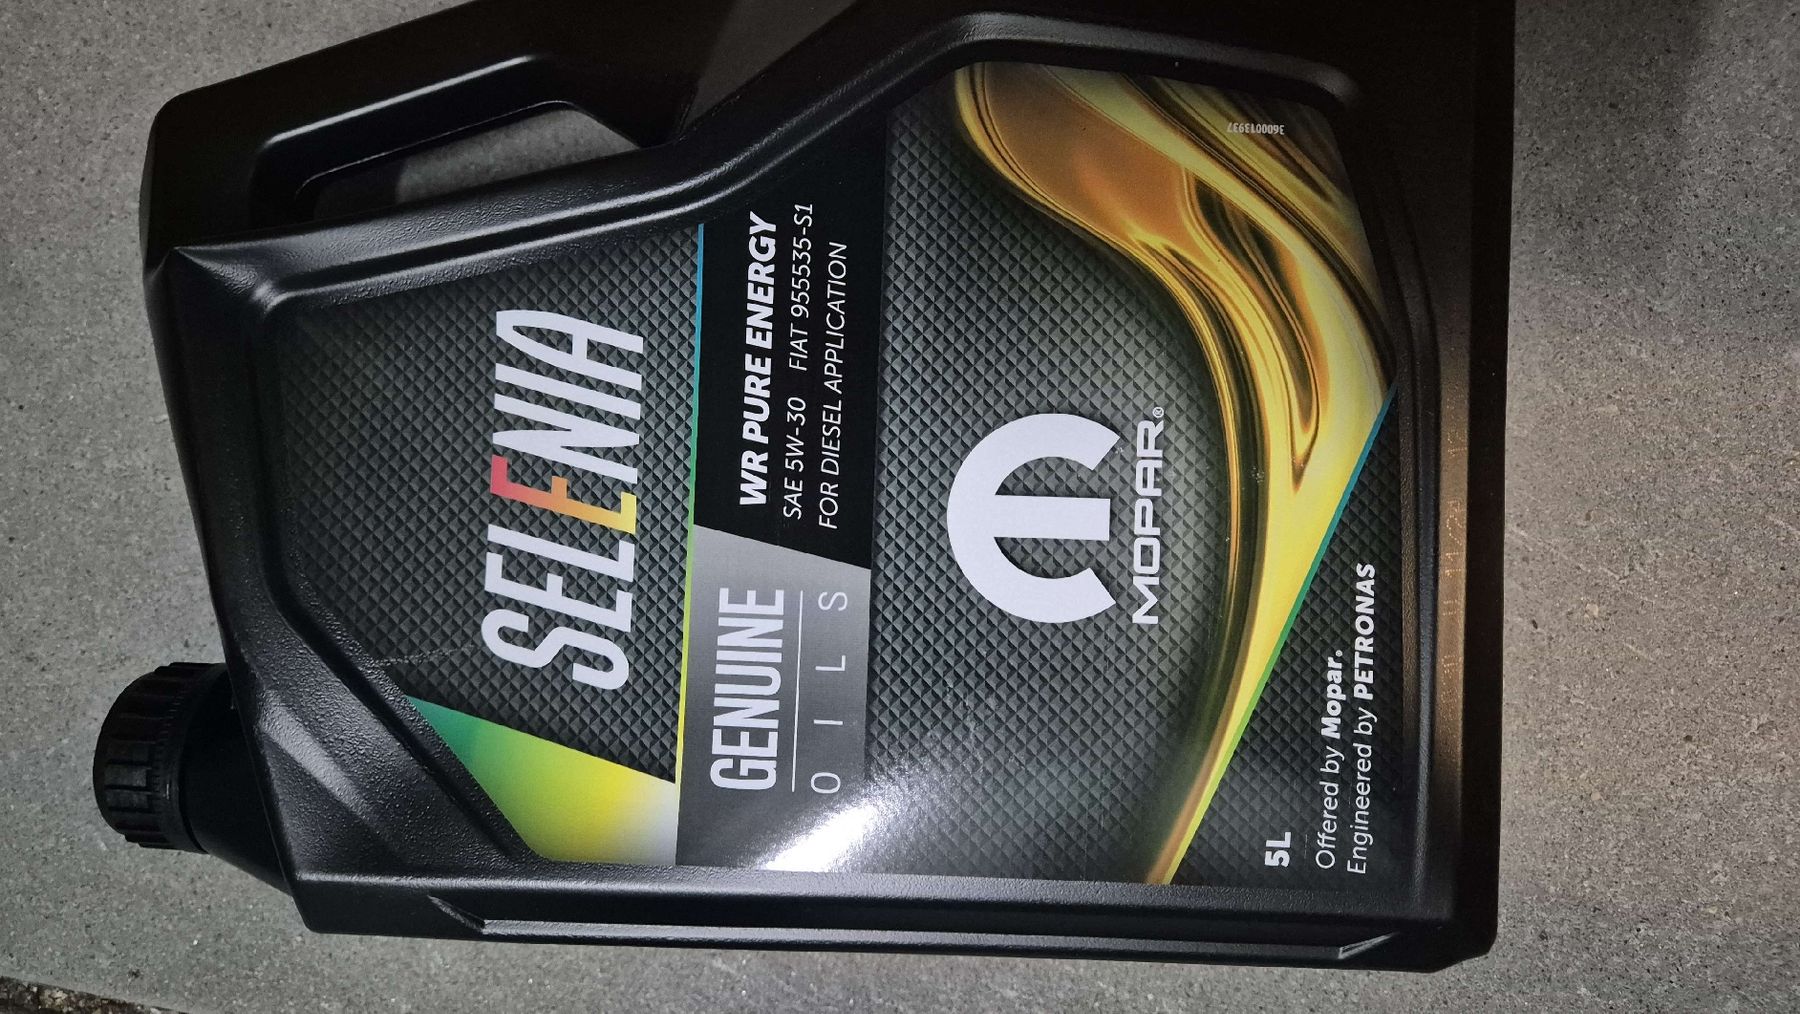 SELENIA
GENUINE
OILS
WR PURE ENERGY
SAE 5W-30 FIAT 955535-S1
FOR DIESEL APPLICATION
MOPAR®
3600013937
5L
Offered by Mopar®
Engineered by PETRONAS